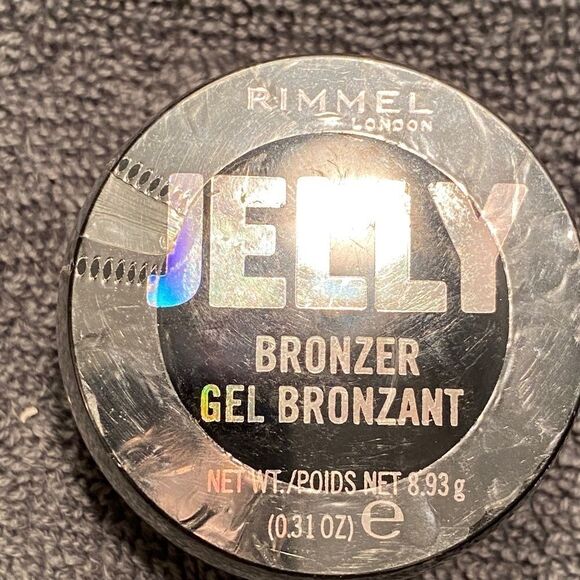 RIMMEL
LONDON
JELLY
BRONZER
GEL BRONZANT
NET WT./POIDS NET 8.93 g
(0.31 OZ) e